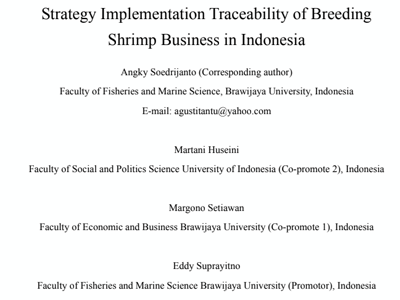 Strategy Implementation Traceability of Breeding
Shrimp Business in Indonesia
Angky Soedrijanto (Corresponding author)
Faculty of Fisheries and Marine Science, Brawijaya University, Indonesia
E-mail: agustitantu@yahoo.com
Martani Huseini
Faculty of Social and Politics Science University of Indonesia (Co-promote 2), Indonesia
Margono Setiawan
Faculty of Economic and Business Brawijaya University (Co-promote 1), Indonesia
Eddy Suprayitno
Faculty of Fisheries and Marine Science Brawijaya University (Promotor), Indonesia